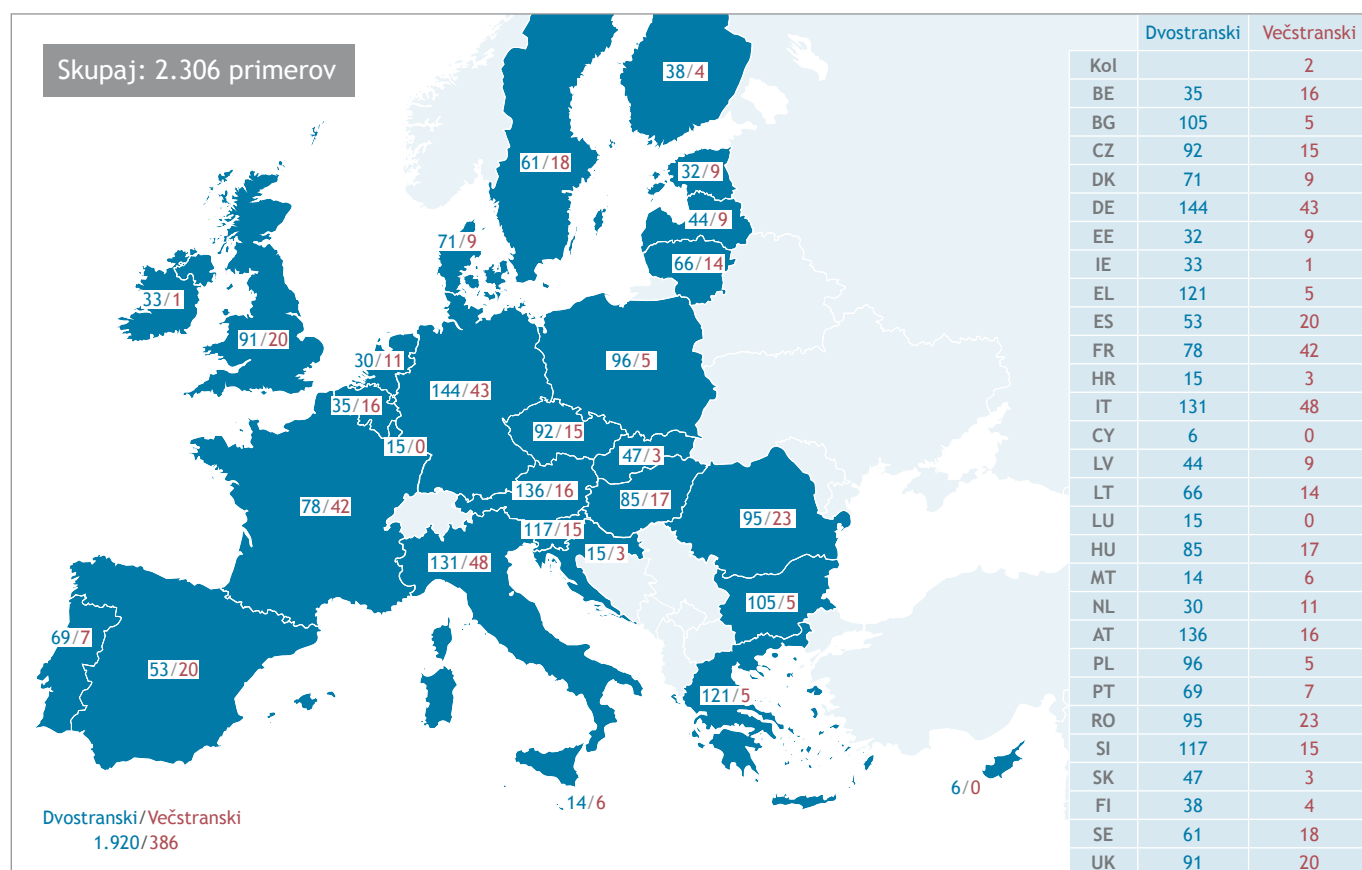 Skupaj: 2.306 primerov
38/4
61/18
32/9
44/9
71/9
66/14
33/1
91/20
30/11
96/5
144/43
35/16
92/15
15/0
47/3
136/16
85/17
78/42
95/23
117/15
15/3
131/48
105/5
69/7
53/20
121/5
6/0
14/6
Dvostranski/Večstranski
1.920/386
Dvostranski Večstranski
Kol 2
BE 35 16
BG 105 5
CZ 92 15
DK 71 9
DE 144 43
EE 32 9
IE 33 1
EL 121 5
ES 53 20
FR 78 42
HR 15 3
IT 131 48
CY 6 0
LV 44 9
LT 66 14
LU 15 0
HU 85 17
MT 14 6
NL 30 11
AT 136 16
PL 96 5
PT 69 7
RO 95 23
SI 117 15
SK 47 3
FI 38 4
SE 61 18
UK 91 20